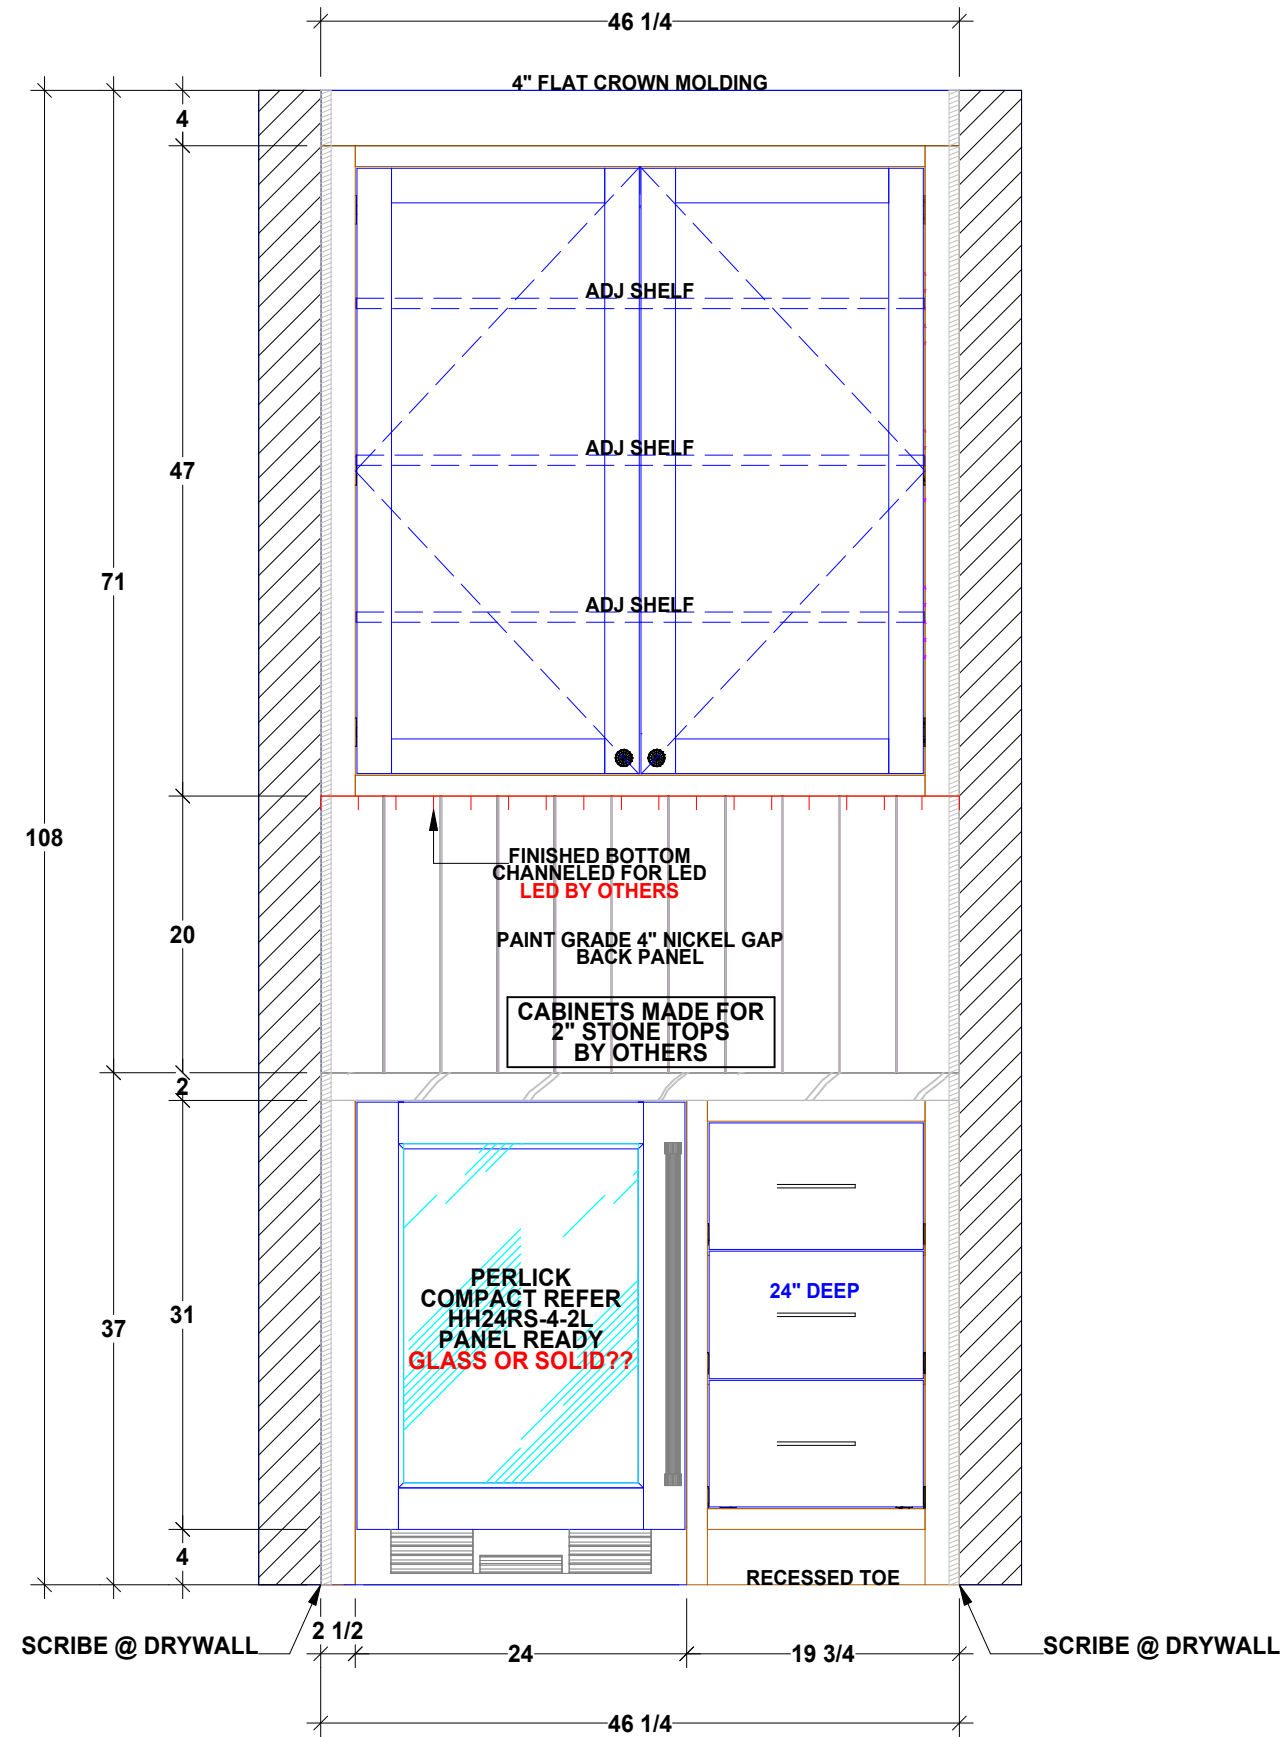 46 1/4
4" FLAT CROWN MOLDING
4
ADJ SHELF
ADJ SHELF
47
71
ADJ SHELF
108
FINISHED BOTTOM
CHANNELED FOR LED
LED BY OTHERS
20
PAINT GRADE 4" NICKEL GAP
BACK PANEL
CABINETS MADE FOR
2" STONE TOPS
BY OTHERS
2
PERLICK
COMPACT REFER
HH24RS-4-2L
PANEL READY
GLASS OR SOLID??
24" DEEP
31
37
4
RECESSED TOE
2 1/2
SCRIBE @ DRYWALL
24
19 3/4
SCRIBE @ DRYWALL
46 1/4